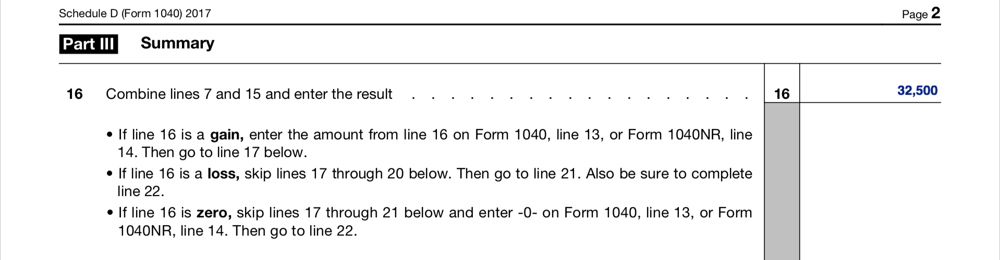 Schedule D (Form 1040) 2017 Page 2
Part III Summary
16 Combine lines 7 and 15 and enter the result . . . . . . . . . . . . . . . . . . 16 32,500
• If line 16 is a gain, enter the amount from line 16 on Form 1040, line 13, or Form 1040NR, line
14. Then go to line 17 below.
• If line 16 is a loss, skip lines 17 through 20 below. Then go to line 21. Also be sure to complete
line 22.
• If line 16 is zero, skip lines 17 through 21 below and enter -0- on Form 1040, line 13, or Form
1040NR, line 14. Then go to line 22.